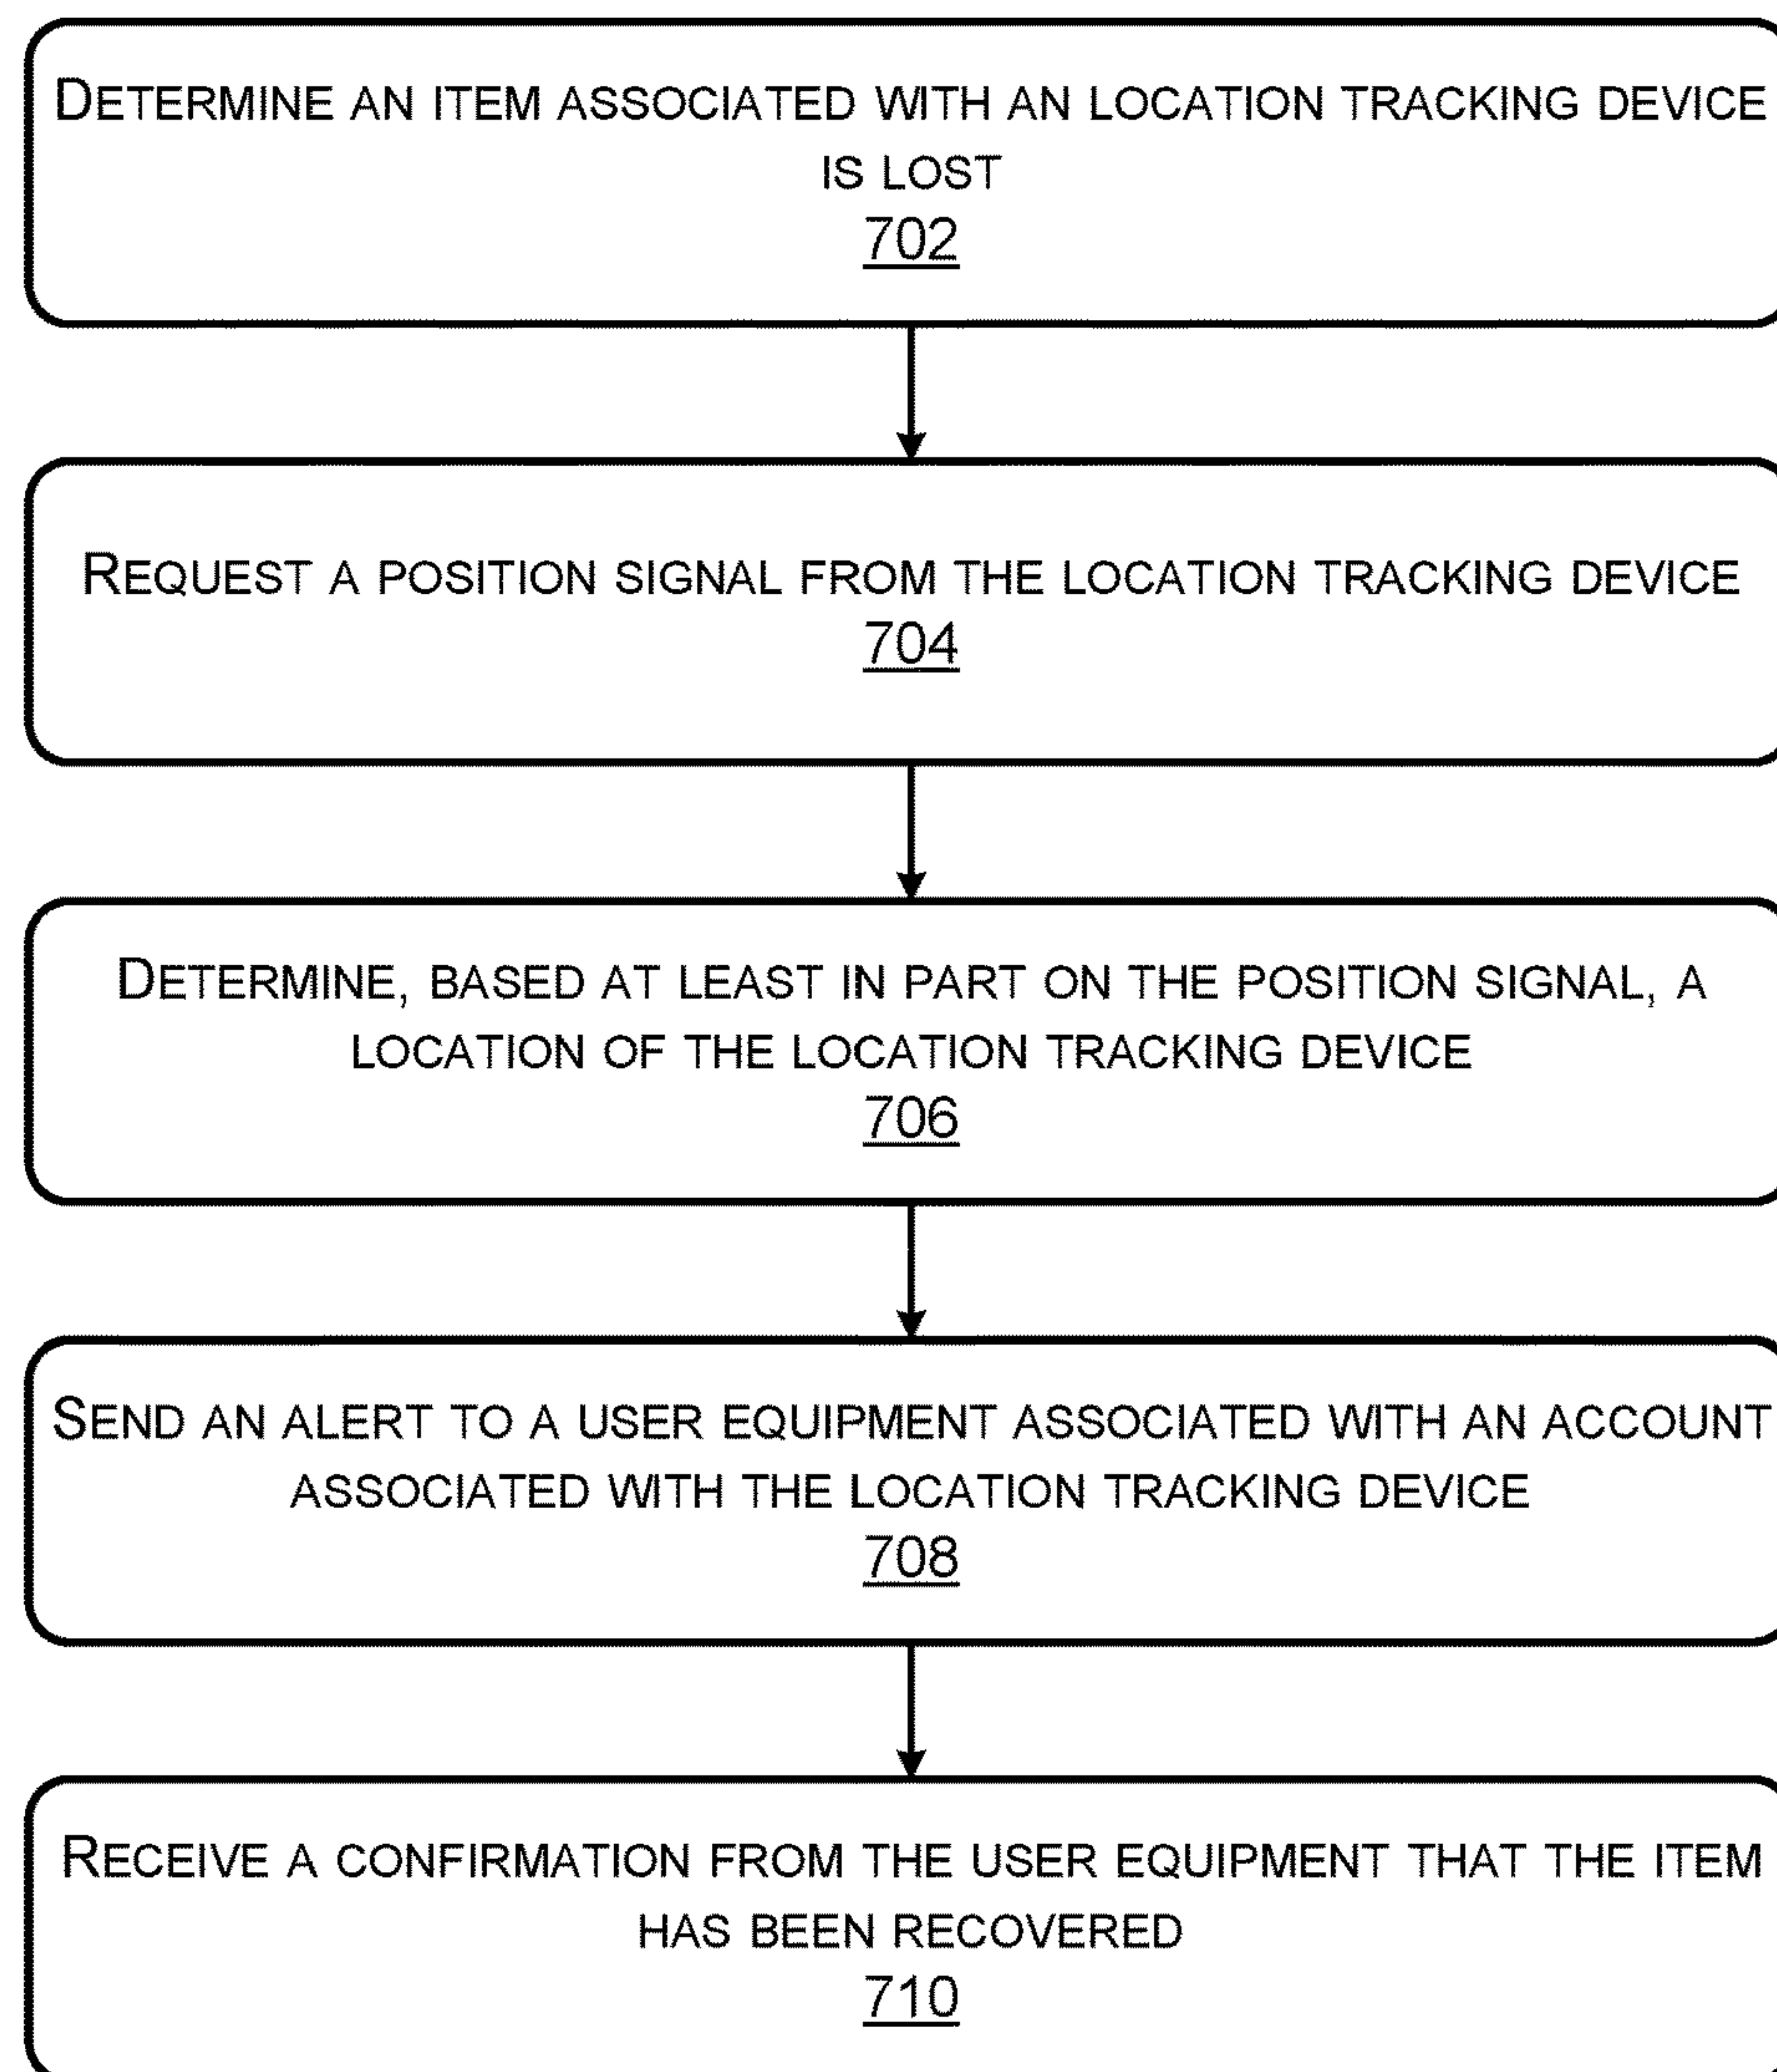 DETERMINE AN ITEM ASSOCIATED WITH AN LOCATION TRACKING DEVICE
IS LOST
702
REQUEST A POSITION SIGNAL FROM THE LOCATION TRACKING DEVICE
704
DETERMINE, BASED AT LEAST IN PART ON THE POSITION SIGNAL, A
LOCATION OF THE LOCATION TRACKING DEVICE
706
SEND AN ALERT TO A USER EQUIPMENT ASSOCIATED WITH AN ACCOUNT
ASSOCIATED WITH THE LOCATION TRACKING DEVICE
708
RECEIVE A CONFIRMATION FROM THE USER EQUIPMENT THAT THE ITEM
HAS BEEN RECOVERED
710